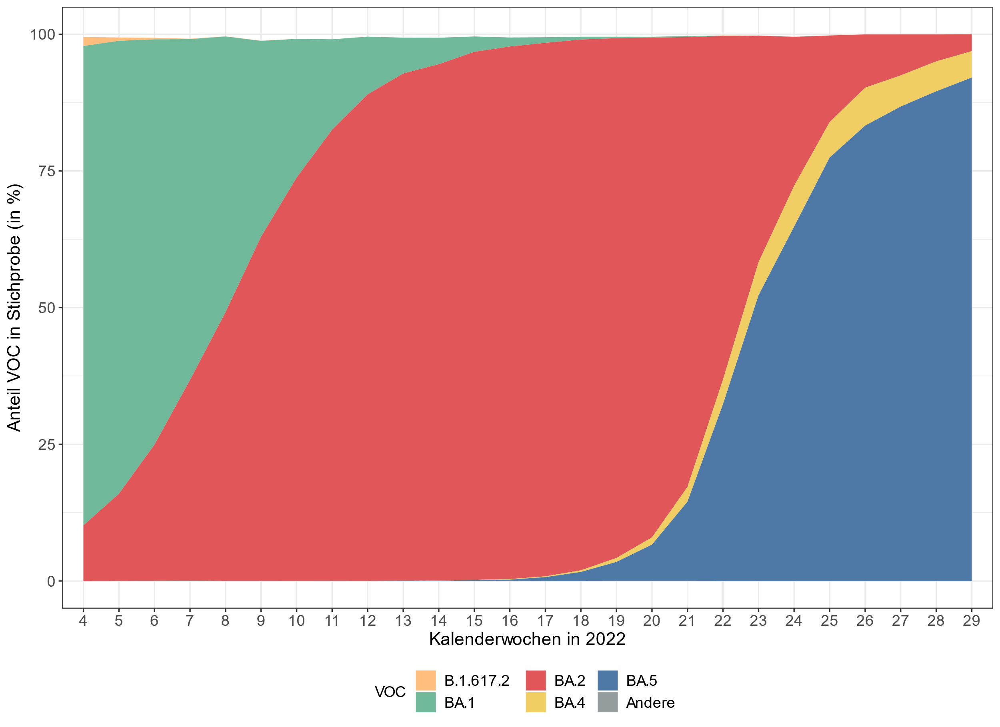 Anteil VOC in Stichprobe (in %)
100
75
50
25
0
4 5 6 7 8 9 10 11 12 13 14 15 16 17 18 19 20 21 22 23 24 25 26 27 28 29
Kalenderwochen in 2022
VOC
B.1.617.2 BA.2 BA.5
BA.1 BA.4 Andere